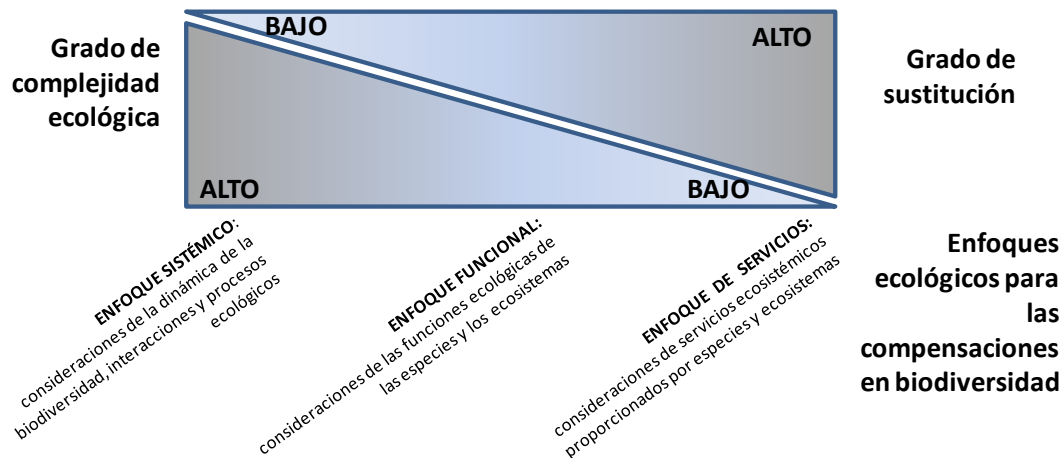 Grado de
complejidad
ecológica
BAJO
ALTO
Grado de
sustitución
ALTO
BAJO
ENFOQUE SISTÉMICO:
consideraciones de la dinámica de la
biodiversidad, interacciones y procesos
ecológicos
ENFOQUE FUNCIONAL:
consideraciones de las funciones ecológicas de
las especies y los ecosistemas
ENFOQUE DE SERVICIOS:
consideraciones de servicios ecosistémicos
proporcionados por especies y ecosistemas
Enfoques
ecológicos para
las
compensaciones
en biodiversidad